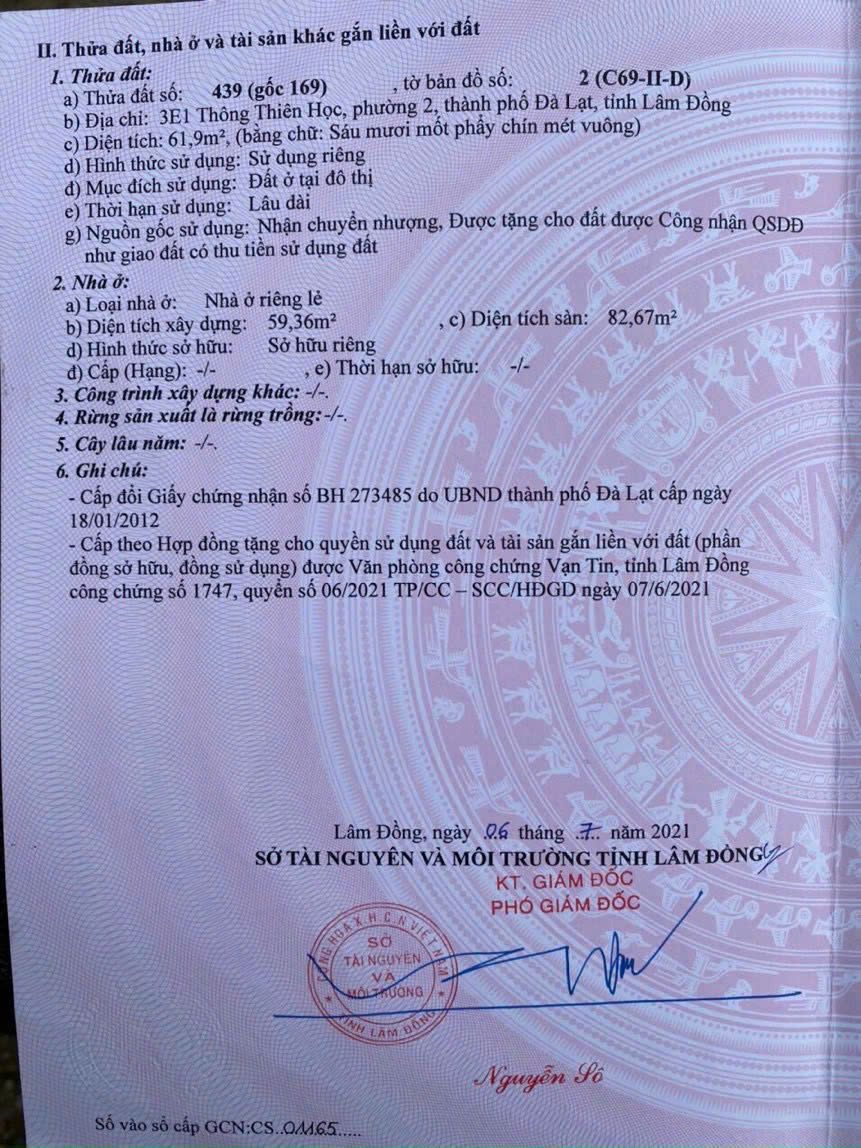 II. Thửa đất, nhà ở và tài sản khác gắn liền với đất
1. Thửa đất:
a) Thửa đất số: 439 (gốc 169) , tờ bản đồ số: 2 (C69-II-D)
b) Địa chỉ: 3E1 Thông Thiên Học, phường 2, thành phố Đà Lạt, tỉnh Lâm Đồng
c) Diện tích: 61,9m², (bằng chữ: Sáu mươi mốt phẩy chín mét vuông)
d) Hình thức sử dụng: Sử dụng riêng
đ) Mục đích sử dụng: Đất ở tại đô thị
e) Thời hạn sử dụng: Lâu dài
g) Nguồn gốc sử dụng: Nhận chuyển nhượng, Được tặng cho đất được Công nhận QSDĐ
như giao đất có thu tiền sử dụng đất
2. Nhà ở:
a) Loại nhà ở: Nhà ở riêng lẻ
b) Diện tích xây dựng: 59,36m² , c) Diện tích sàn: 82,67m²
d) Hình thức sở hữu: Sở hữu riêng
đ) Cấp (Hạng): -/- , e) Thời hạn sở hữu: -/-
3. Công trình xây dựng khác: -/-.
4. Rừng sản xuất là rừng trồng: -/-.
5. Cây lâu năm: -/-.
6. Ghi chú:
- Cấp đổi Giấy chứng nhận số BH 273485 do UBND thành phố Đà Lạt cấp ngày
18/01/2012
- Cấp theo Hợp đồng tặng cho quyền sử dụng đất và tài sản gắn liền với đất (phần
đồng sở hữu, đồng sử dụng) được Văn phòng công chứng Vạn Tin, tỉnh Lâm Đồng
công chứng số 1747, quyển số 06/2021 TP/CC – SCC/HĐGD ngày 07/6/2021
Lâm Đồng, ngày 06 tháng 7 năm 2021
SỞ TÀI NGUYÊN VÀ MÔI TRƯỜNG TỈNH LÂM ĐỒNG
KT. GIÁM ĐỐC
PHÓ GIÁM ĐỐC
CỘNG HÒA X.H.C.N VIỆT NAM
SỞ
TÀI NGUYÊN
VÀ
MÔI TRƯỜNG
TỈNH LÂM ĐỒNG
Nguyễn Số
Số vào sổ cấp GCN:CS..01165.....